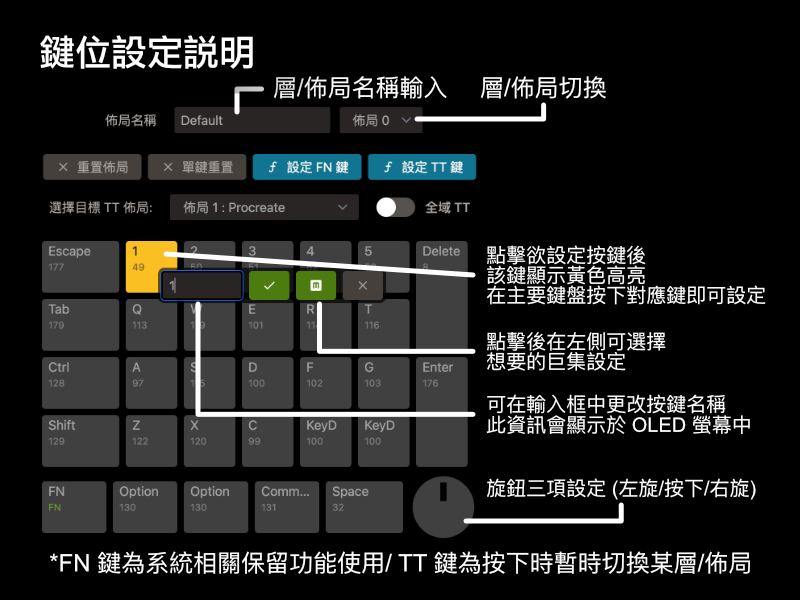 鍵位設定説明
層/佈局名稱輸入 層/佈局切換
佈局名稱 Default 佈局 0
× 重置佈局 × 單鍵重置 ƒ 設定 FN 鍵 ƒ 設定 TT 鍵
選擇目標 TT 佈局: 佈局 1 : Procreate 全域 TT
Escape 1 2 3 4 5 Delete
177 49 50 51 8
點擊欲設定按鍵後
該鍵顯示黃色高亮
在主要鍵盤按下對應鍵即可設定
1 m ×
Tab Q W E R T
179 113 101 116
點擊後在左側可選擇
想要的巨集設定
Ctrl A S D F G Enter
128 97 100 102 103 176
可在輸入框中更改按鍵名稱
此資訊會顯示於 OLED 螢幕中
Shift Z X C KeyD KeyD
129 122 120 99 100 100
FN Option Option Comm... Space
FN 130 130 131 32
旋鈕三項設定 (左旋/按下/右旋)
*FN 鍵為系統相關保留功能使用/ TT 鍵為按下時暫時切換某層/佈局